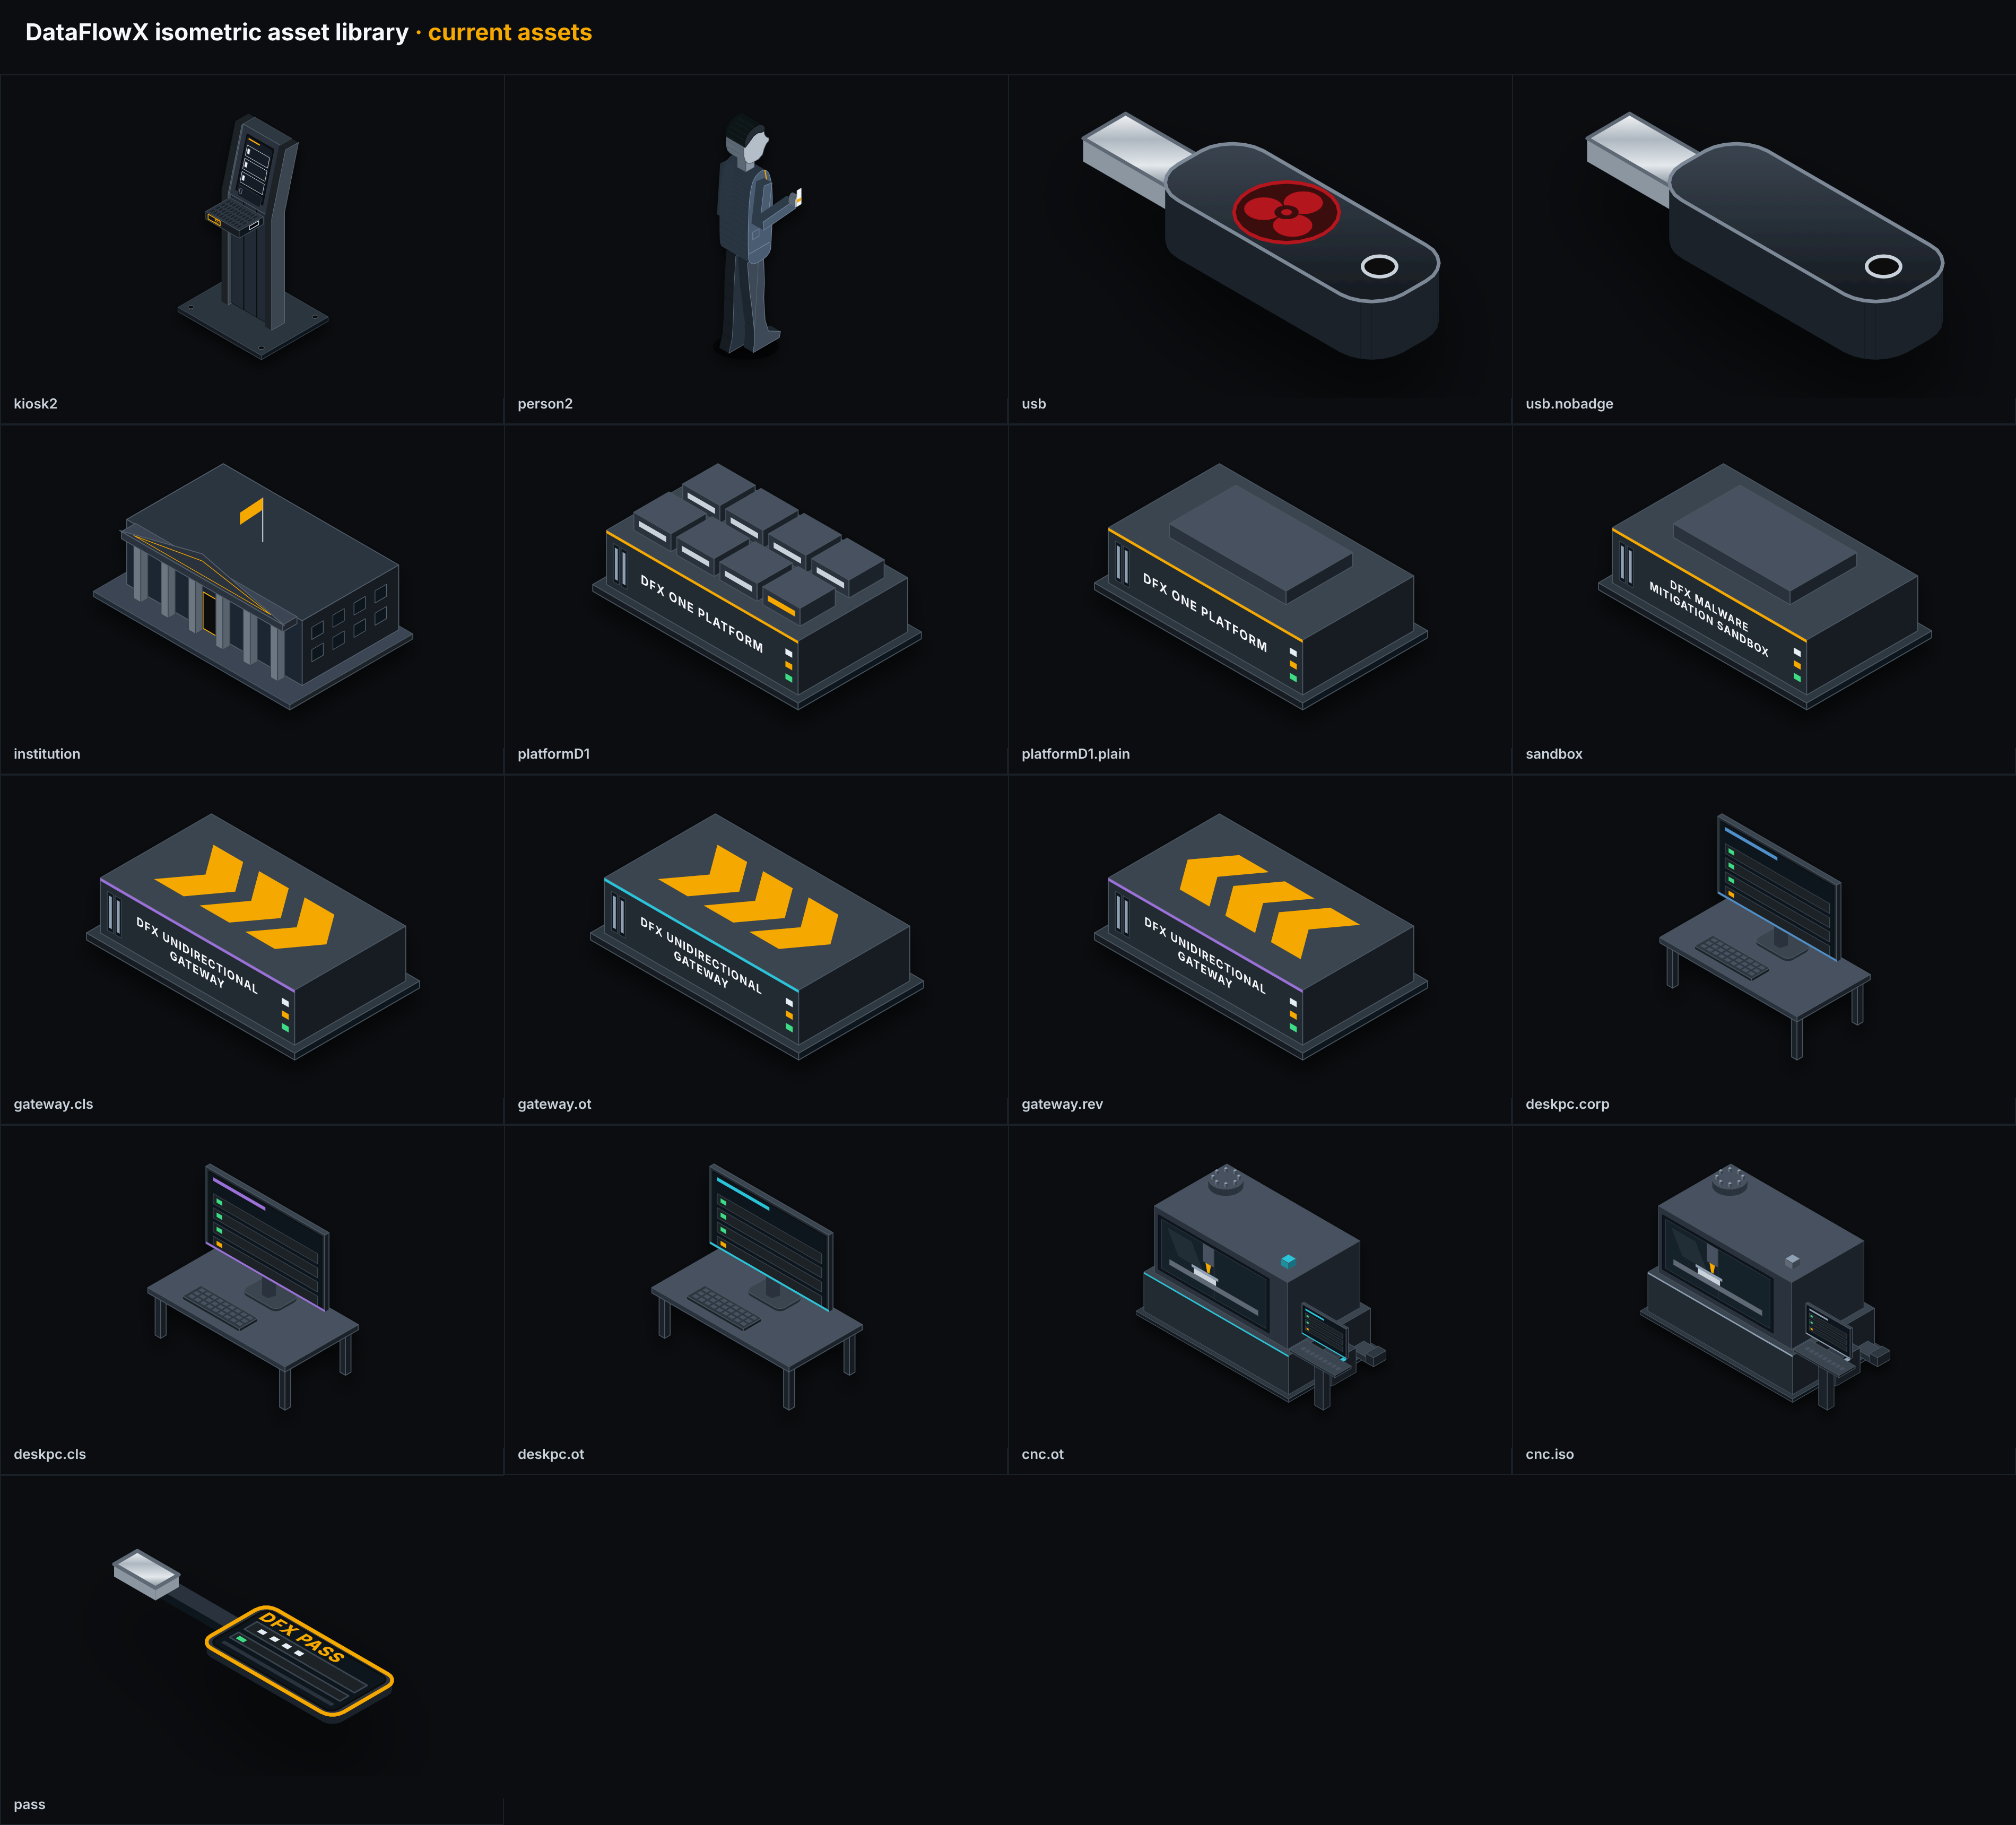 DataFlowX isometric asset library · current assets
kiosk2
person2
usb
usb.nobadge
DFX ONE PLATFORM
DFX ONE PLATFORM
DFX MALWARE
MITIGATION SANDBOX
institution
platformD1
platformD1.plain
sandbox
DFX UNIDIRECTIONAL
GATEWAY
DFX UNIDIRECTIONAL
GATEWAY
DFX UNIDIRECTIONAL
GATEWAY
gateway.cls
gateway.ot
gateway.rev
deskpc.corp
deskpc.cls
deskpc.ot
cnc.ot
cnc.iso
DFX PASS
pass